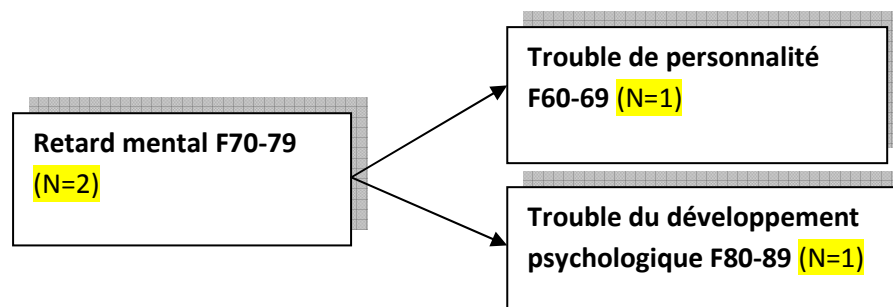 Trouble de personnalité
F60-69 (N=1)
Retard mental F70-79
(N=2)
Trouble du développement
psychologique F80-89 (N=1)